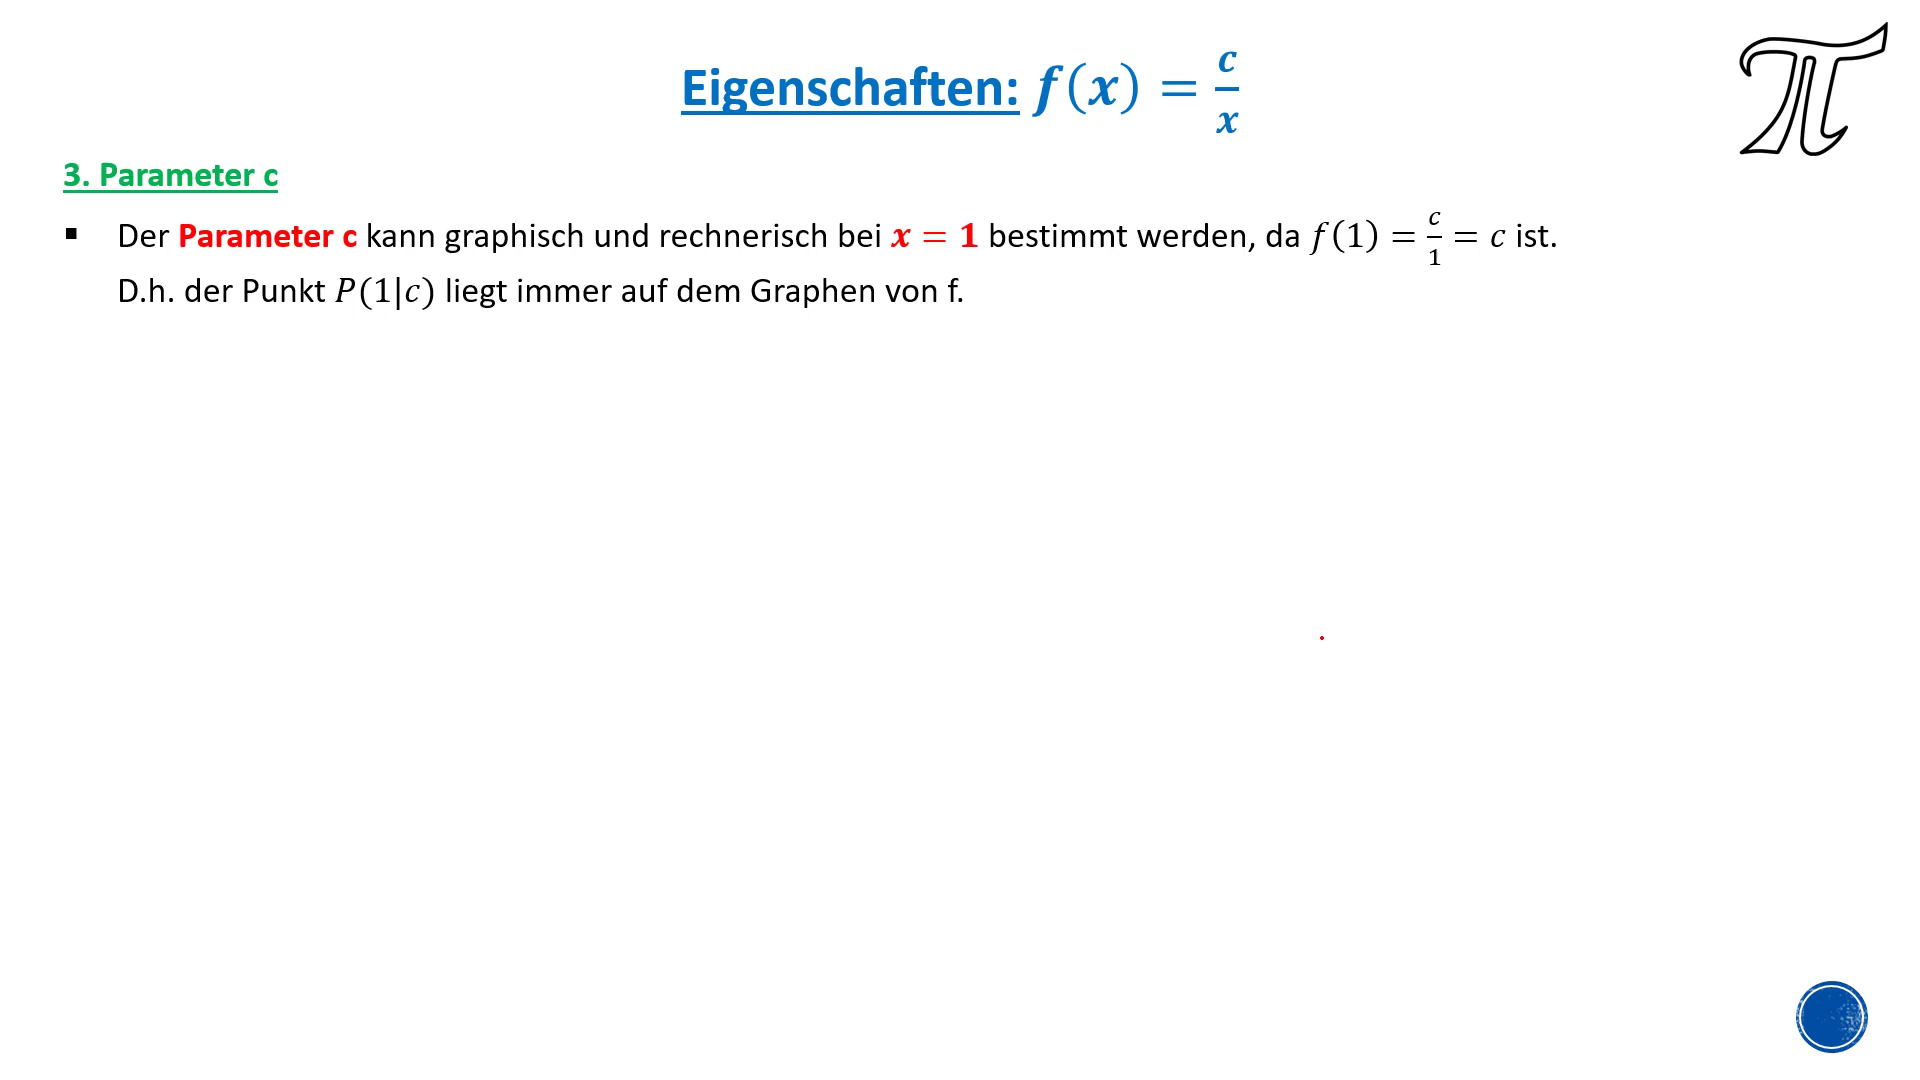 Eigenschaften: f(x) = c/x
3. Parameter c
▪ Der Parameter c kann graphisch und rechnerisch bei x = 1 bestimmt werden, da f(1) = c/1 = c ist.
D.h. der Punkt P(1|c) liegt immer auf dem Graphen von f.